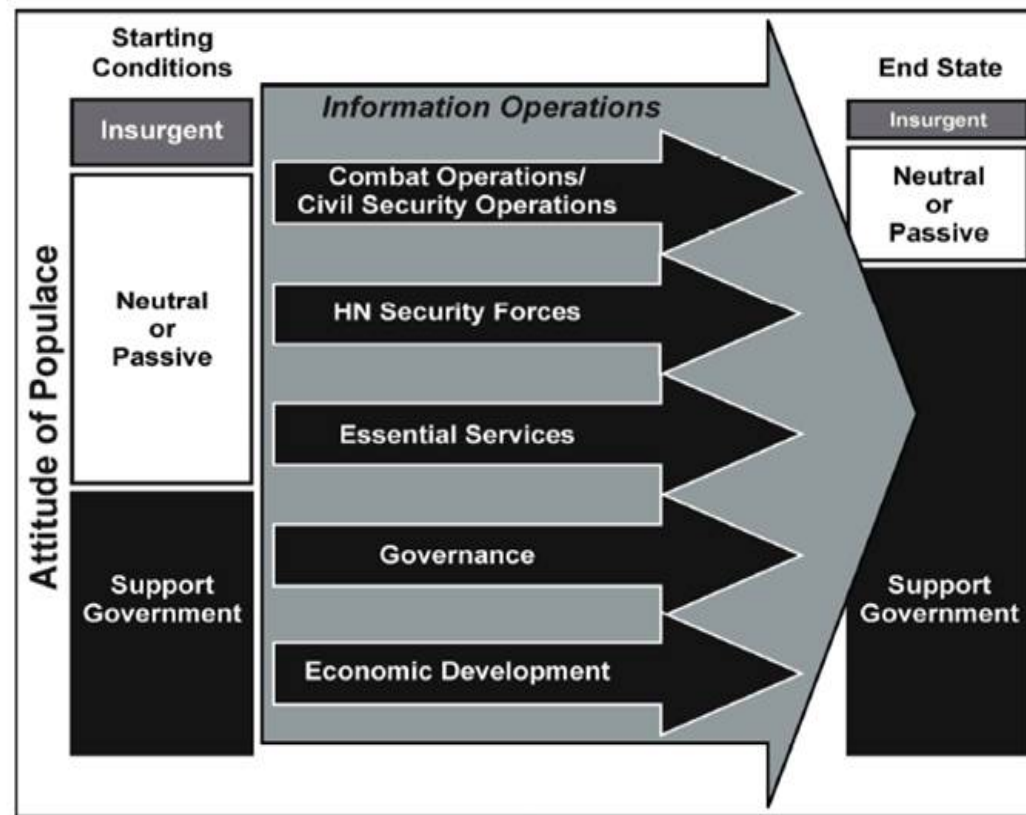 Starting
Conditions
End State
Information Operations
Insurgent
Insurgent
Combat Operations/
Civil Security Operations
Neutral
or
Passive
Attitude of Populace
Neutral
or
Passive
HN Security Forces
Essential Services
Governance
Support
Government
Support
Government
Economic Development